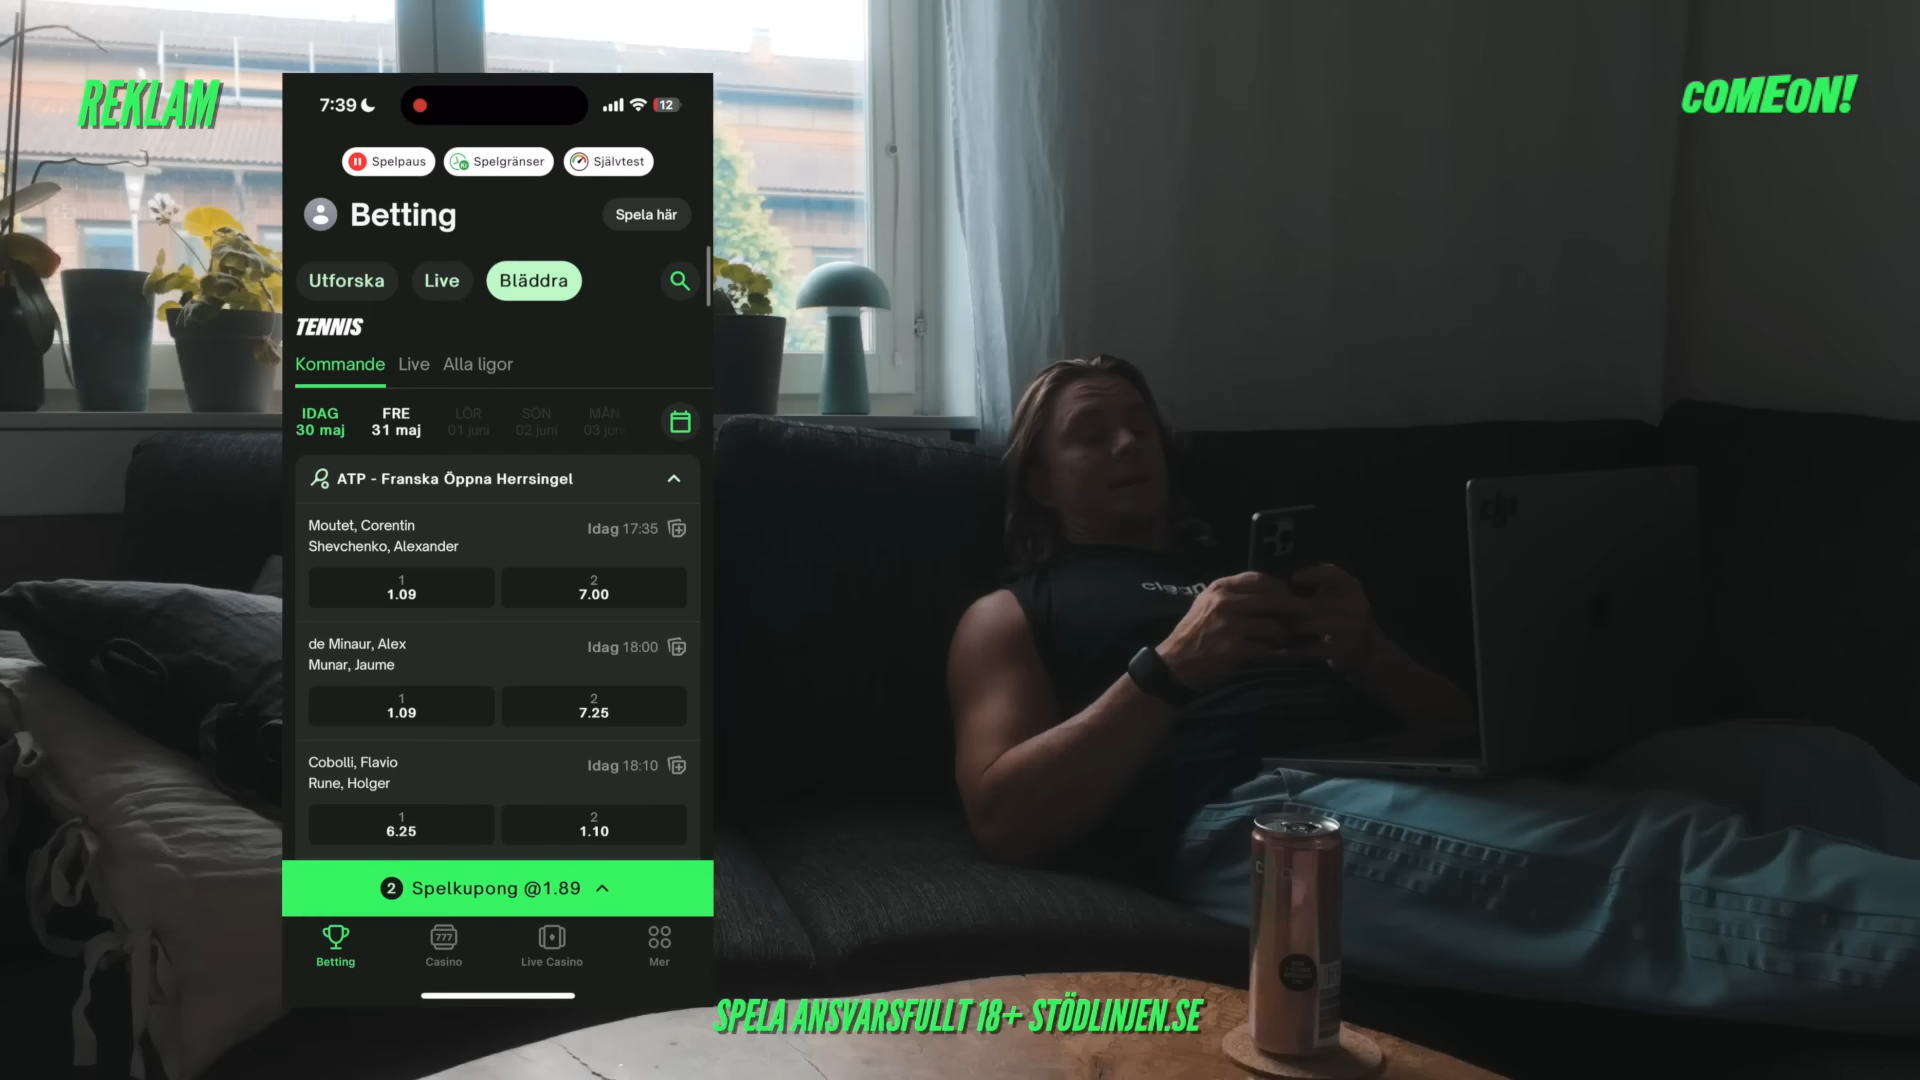 REKLAM
COMEON!
7:39
12
Spelpaus
Spelgränser
Självtest
Betting
Spela här
Utforska
Live
Bläddra
TENNIS
Kommande
Live
Alla ligor
IDAG
30 maj
FRE
31 maj
LÖR
01 juni
SÖN
02 juni
MÅN
03 juni
ATP - Franska Öppna Herrsingel
Moutet, Corentin
Shevchenko, Alexander
Idag 17:35
1
1.09
2
7.00
de Minaur, Alex
Munar, Jaume
Idag 18:00
1
1.09
2
7.25
Cobolli, Flavio
Rune, Holger
Idag 18:10
1
6.25
2
1.10
2 Spelkupong @1.89
Betting
777
Casino
Live Casino
Mer
clean
dji
SPELA ANSVARSFULLT 18+ STÖDLINJEN.SE